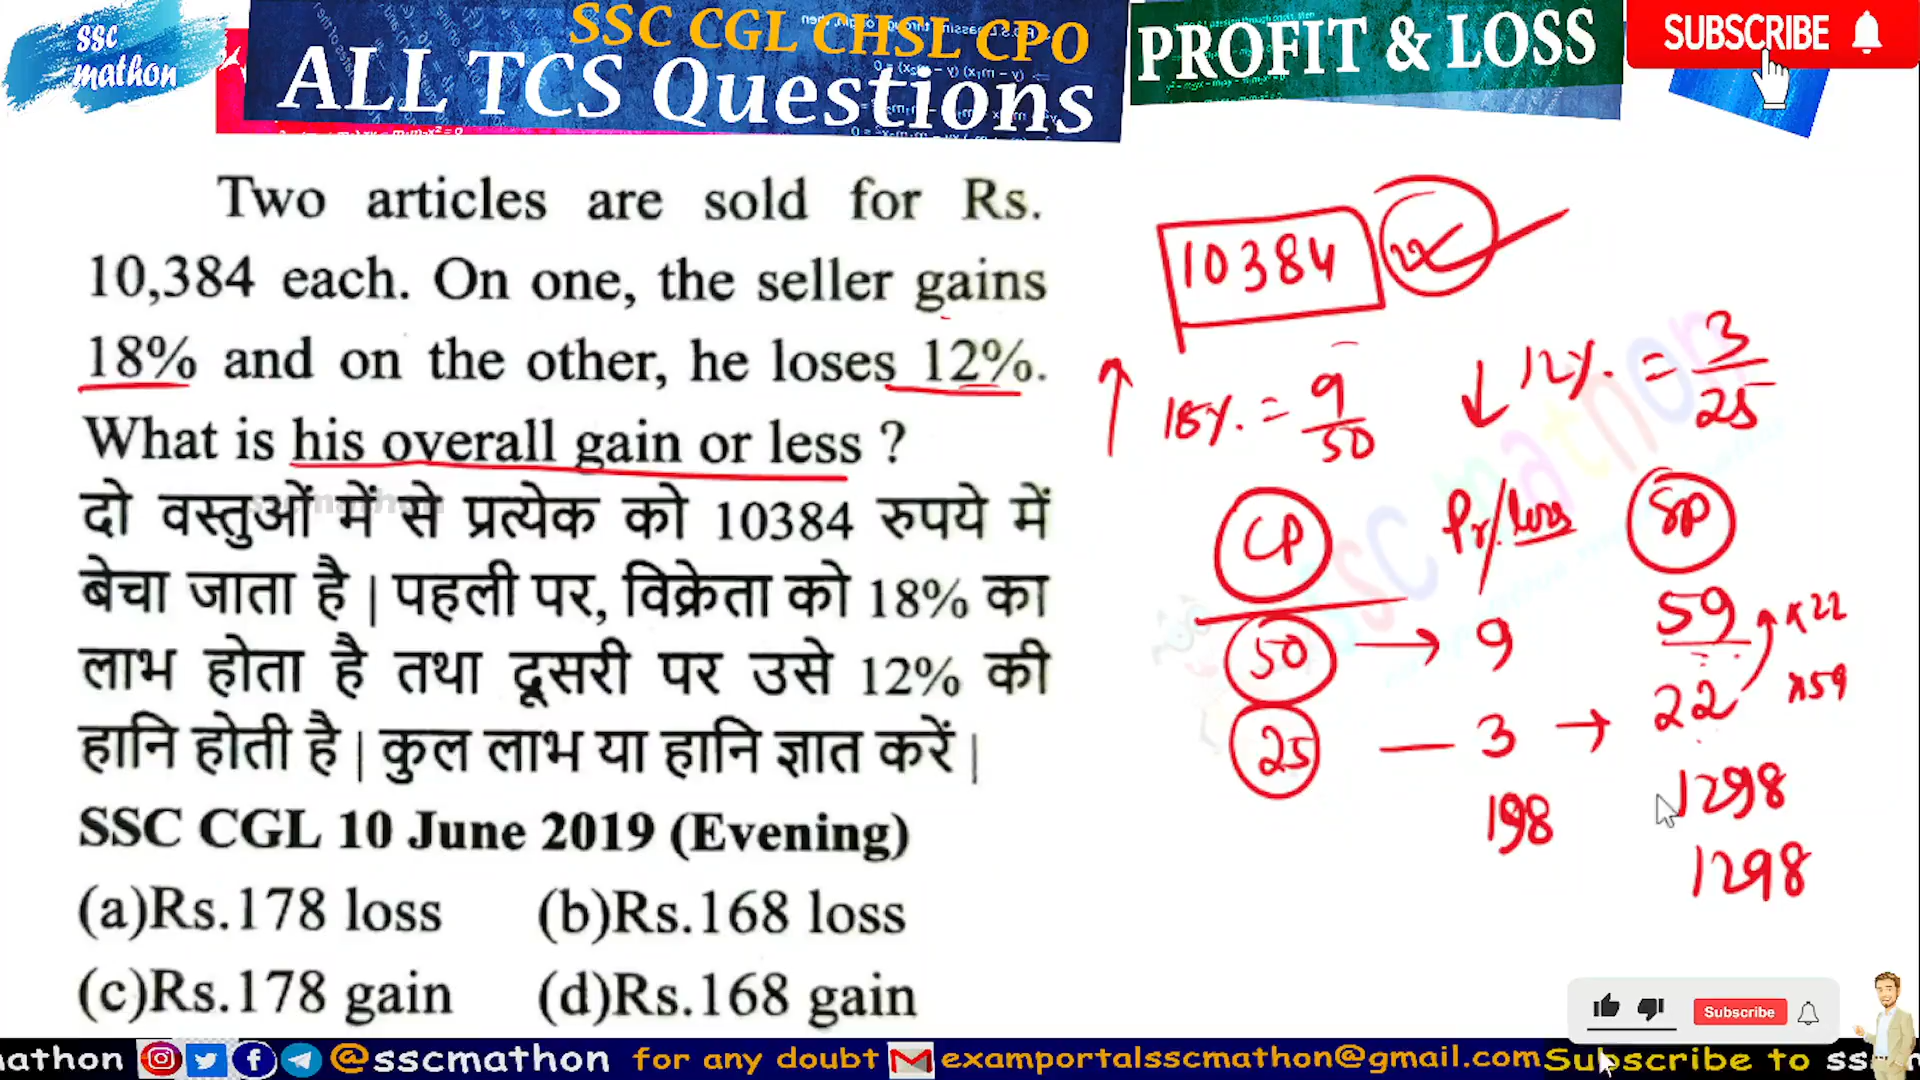 ssc
mathon
SSC CGL CHSL CPO
ALL TCS Questions
PROFIT & LOSS
SUBSCRIBE
Two articles are sold for Rs.
10,384 each. On one, the seller gains
18% and on the other, he loses 12%.
What is his overall gain or less ?
दो वस्तुओं में से प्रत्येक को 10384 रुपये में
बेचा जाता है | पहली पर, विक्रेता को 18% का
लाभ होता है तथा दूसरी पर उसे 12% की
हानि होती है | कुल लाभ या हानि ज्ञात करें |
SSC CGL 10 June 2019 (Evening)
(a)Rs.178 loss (b)Rs.168 loss
(c)Rs.178 gain (d)Rs.168 gain
10384
18%. = 9/50 12%. = 3/25
CP Pr/loss SP
50 → 9 59 x22
25 — 3 → 22 x59
198 1298
1298
Subscribe
mathon @sscmathon for any doubt examportalsscmathon@gmail.com Subscribe to ss